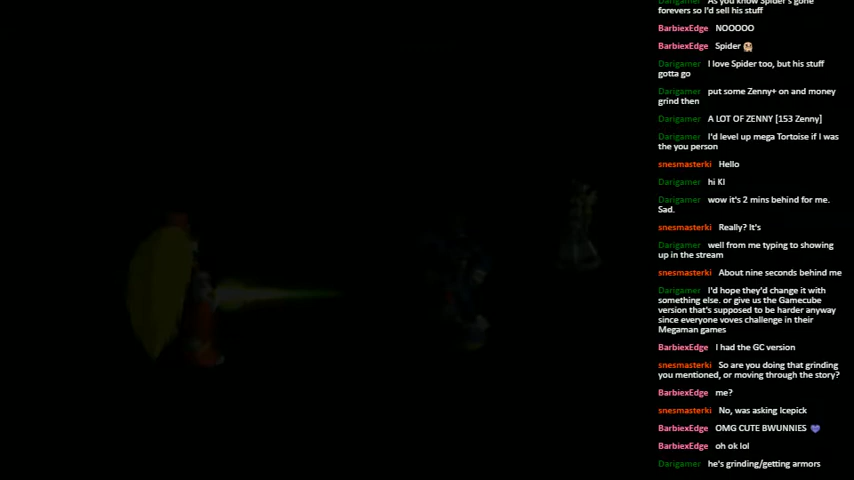 Darigamer As you know Spider's gone
forevers so I'd sell his stuff
BarbiexEdge NOOOOO
BarbiexEdge Spider
Darigamer I love Spider too, but his stuff
gotta go
Darigamer put some Zenny+ on and money
grind then
Darigamer A LOT OF ZENNY [153 Zenny]
Darigamer I'd level up mega Tortoise if I was
the you person
snesmasterki Hello
Darigamer hi KI
Darigamer wow it's 2 mins behind for me.
Sad.
snesmasterki Really? It's
Darigamer well from me typing to showing
up in the stream
snesmasterki About nine seconds behind me
Darigamer I'd hope they'd change it with
something else. or give us the Gamecube
version that's supposed to be harder anyway
since everyone voves challenge in their
Megaman games
BarbiexEdge I had the GC version
snesmasterki So are you doing that grinding
you mentioned, or moving through the story?
BarbiexEdge me?
snesmasterki No, was asking Icepick
BarbiexEdge OMG CUTE BWUNNIES 💜
BarbiexEdge oh ok lol
Darigamer he's grinding/getting armors